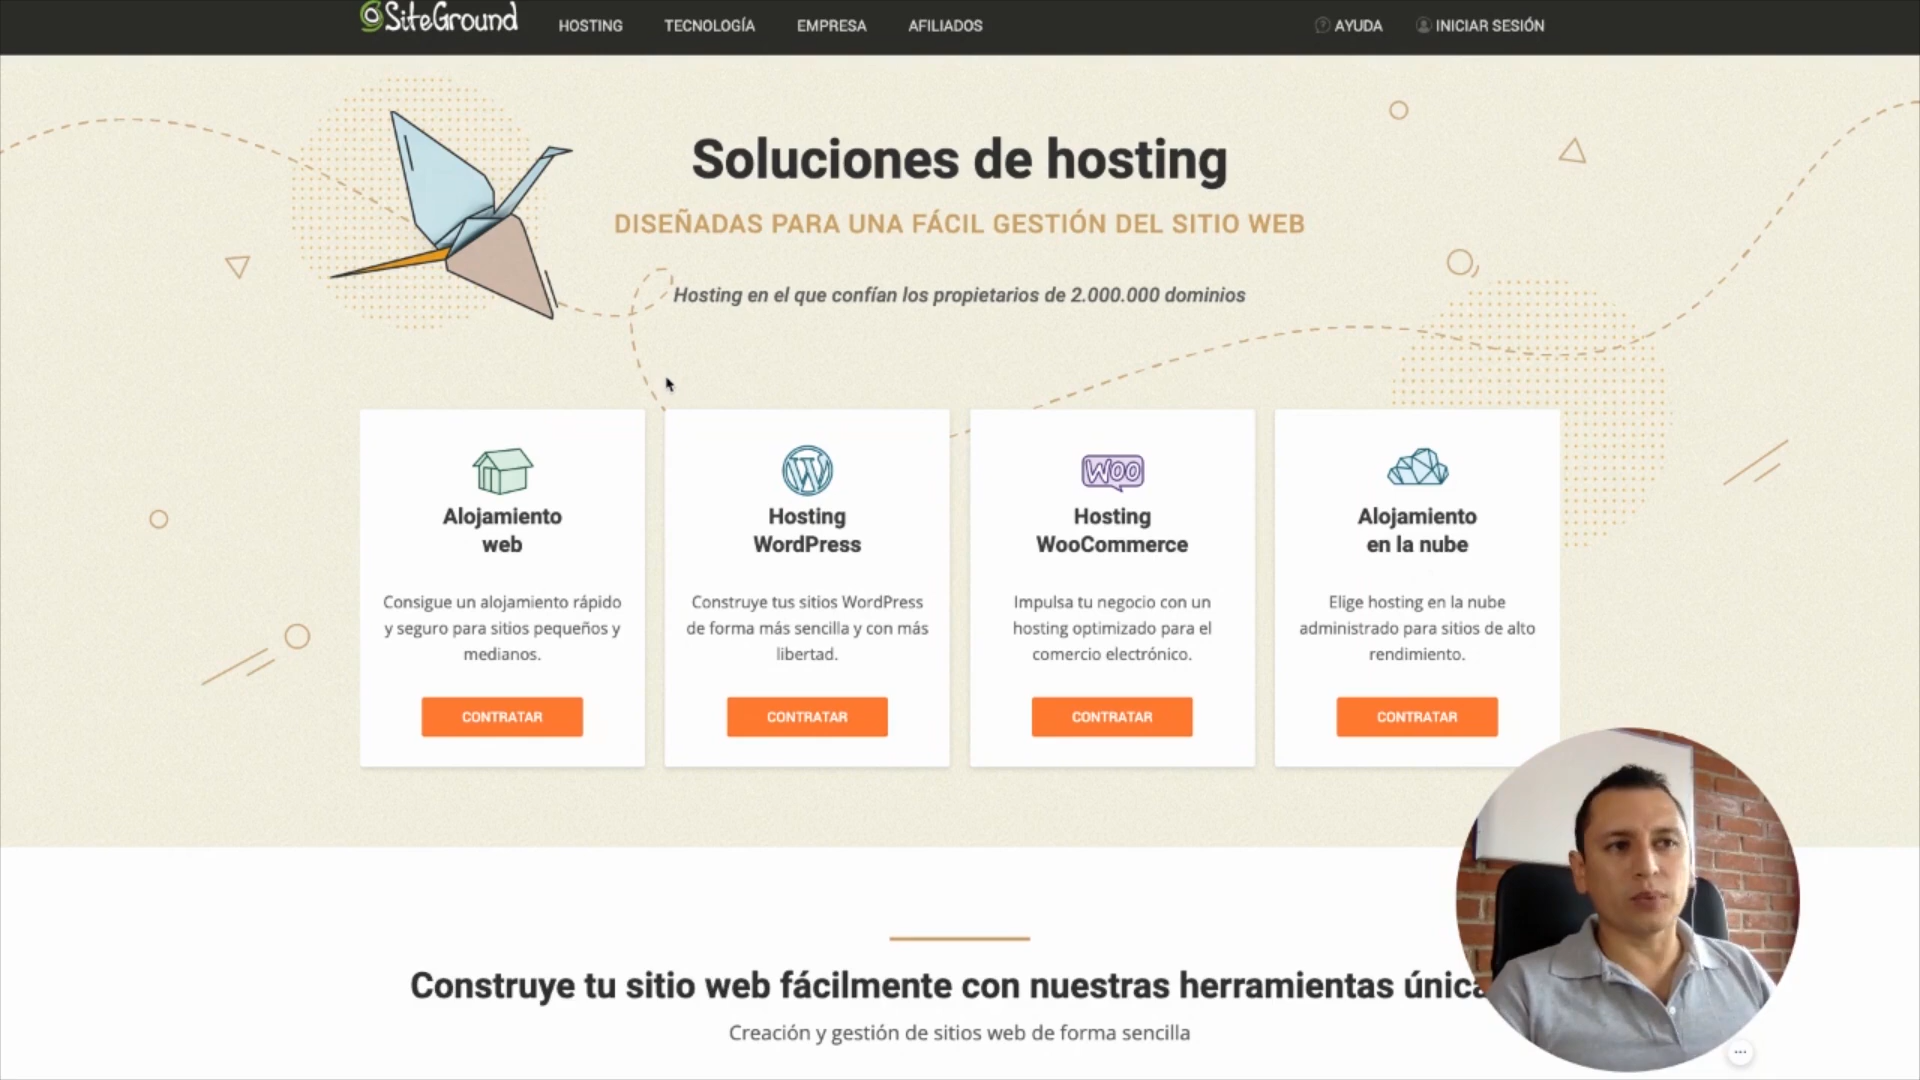 SiteGround
HOSTING
TECNOLOGÍA
EMPRESA
AFILIADOS
AYUDA
INICIAR SESIÓN
Soluciones de hosting
DISEÑADAS PARA UNA FÁCIL GESTIÓN DEL SITIO WEB
Hosting en el que confían los propietarios de 2.000.000 dominios
Alojamiento
web
Consigue un alojamiento rápido
y seguro para sitios pequeños y
medianos.
CONTRATAR
Hosting
WordPress
Construye tus sitios WordPress
de forma más sencilla y con más
libertad.
CONTRATAR
WOO
Hosting
WooCommerce
Impulsa tu negocio con un
hosting optimizado para el
comercio electrónico.
CONTRATAR
Alojamiento
en la nube
Elige hosting en la nube
administrado para sitios de alto
rendimiento.
CONTRATAR
Construye tu sitio web fácilmente con nuestras herramientas única
Creación y gestión de sitios web de forma sencilla